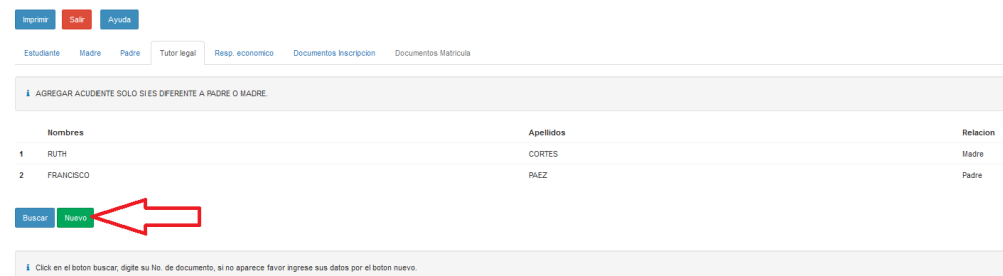 Imprimir Salir Ayuda
Estudiante Madre Padre Tutor legal Resp. economico Documentos Inscripcion Documentos Matricula
i AGREGAR ACUDIENTE SOLO SI ES DIFERENTE A PADRE O MADRE.
Nombres Apellidos Relacion
1 RUTH CORTES Madre
2 FRANCISCO PAEZ Padre
Buscar Nuevo
i Click en el boton buscar, digite su No. de documento, si no aparece favor ingrese sus datos por el boton nuevo.